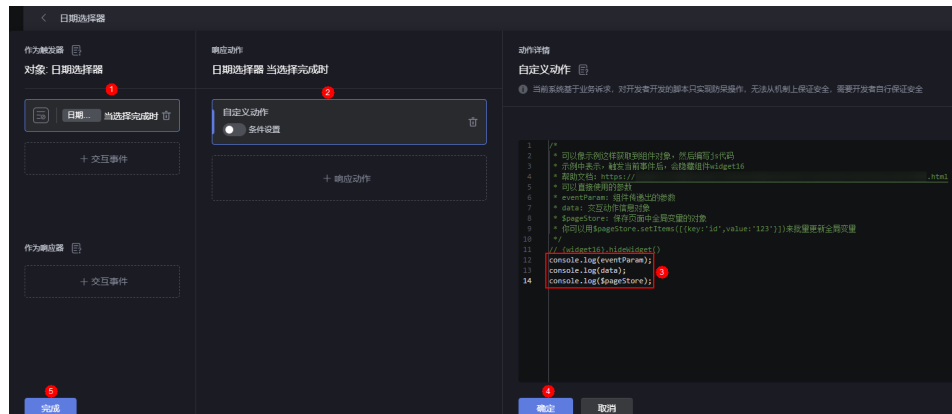 日期选择器
作为触发器
对象: 日期选择器
1
日期... 当选择完成时
+ 交互事件
作为响应器
+ 交互事件
5
完成
响应动作
日期选择器 当选择完成时
2
自定义动作
条件设置
+ 响应动作
动作详情
自定义动作
当前系统基于业务诉求，对开发者开发的脚本只实现防呆操作，无法从机制上保证安全，需要开发者自行保证安全
1 /*
2 * 可以像示例这样获取到组件对象，然后编写js代码
3 * 示例中表示，触发当前事件后，会隐藏组件widget16
4 * 帮助文档: https:// .html
5 * 可以直接使用的参数
6 * eventParam: 组件传递出的参数
7 * data: 交互动作信息对象
8 * $pageStore: 保存页面中全局变量的对象
9 * 你可以用$pageStore.setItems([{key:'id',value:'123'}])来批量更新全局变量
10 */
11 // {widget16}.hideWidget()
12 console.log(eventParam);
13 console.log(data);
14 console.log($pageStore);
3
4
确定 取消